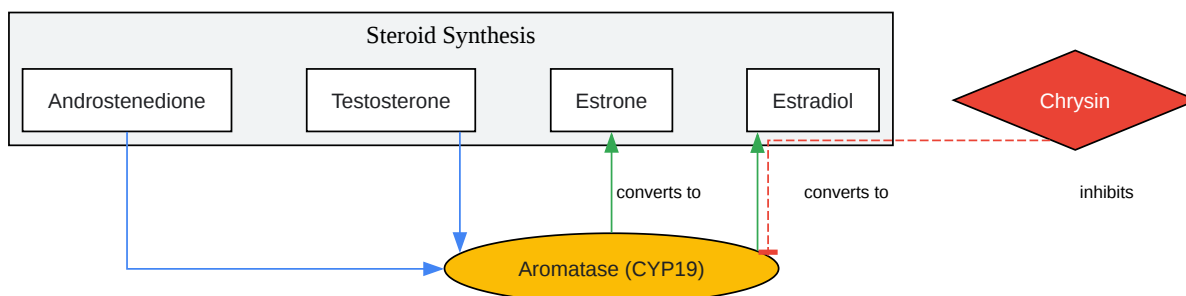 Steroid Synthesis
Androstenedione
Testosterone
Estrone
Estradiol
Chrysin
converts to
converts to
inhibits
Aromatase (CYP19)